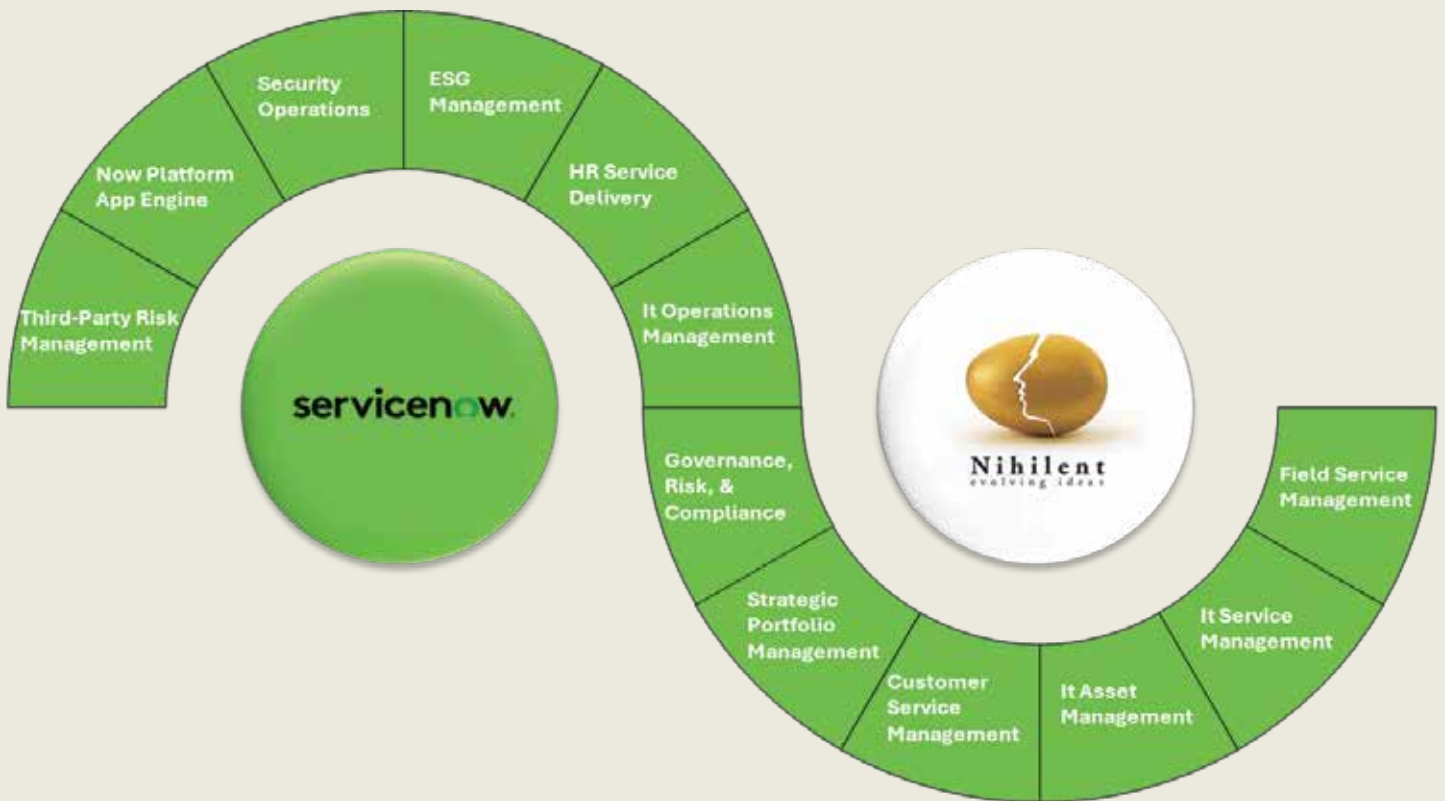 Security
Operations
ESG
Management
Now Platform
App Engine
HR Service
Delivery
Third-Party Risk
Management
It Operations
Management
servicenow.
Nihilent
evolving ideas
Governance,
Risk, &
Compliance
Field Service
Management
Strategic
Portfolio
Management
It Service
Management
Customer
Service
Management
It Asset
Management